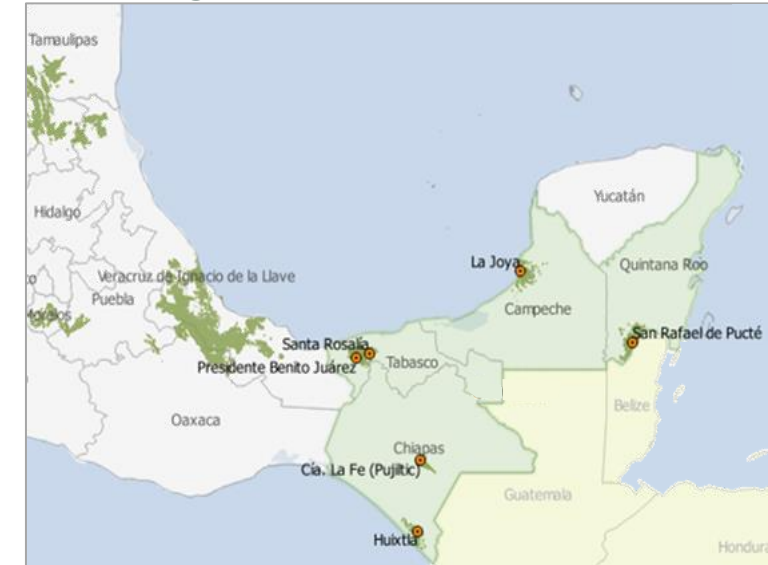 Tamaulipas
Hidalgo
Yucatán
La Joya
Quintana Roo
Veracruz de Ignacio de la Llave
Puebla
Campeche
Morelos
San Rafael de Pucté
Santa Rosalía
Presidente Benito Juárez
Tabasco
Belize
Oaxaca
Chiapas
Cía. La Fe (Pujiltic)
Guatemala
Huixtla
Hondura